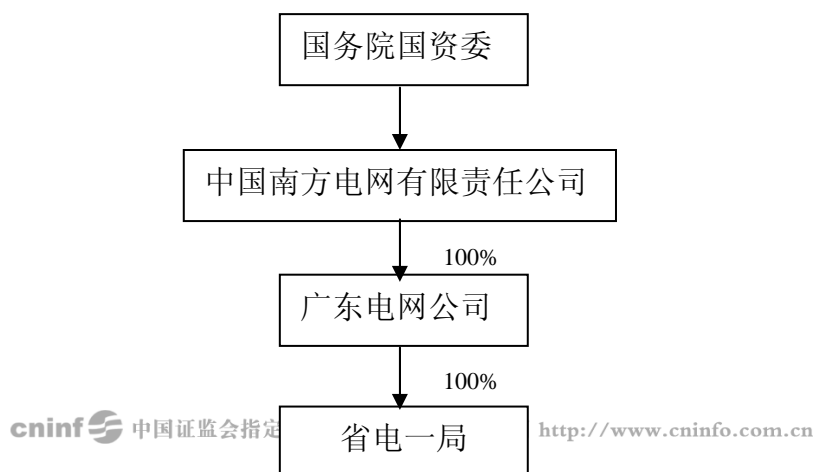 国务院国资委
中国南方电网有限责任公司
100%
广东电网公司
100%
cninf 中国证监会指定
省电一局
http://www.cninfo.com.cn